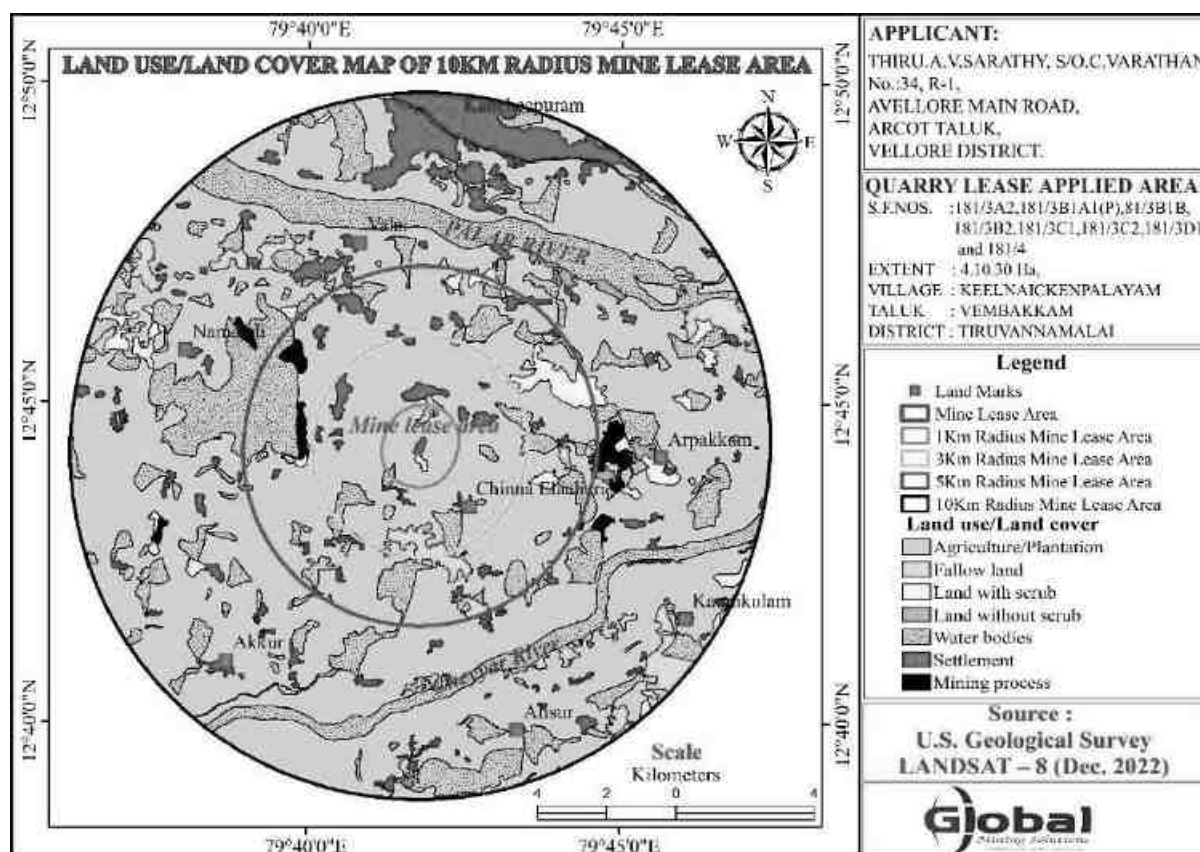 79°40'0"E 79°45'0"E
LAND USE/LAND COVER MAP OF 10KM RADIUS MINE LEASE AREA
12°50'0"N
12°50'0"N
N
W E
S
PALAR RIVER
12°45'0"N
12°45'0"N
Mine lease area
Arpakkam
Akkur
12°40'0"N
12°40'0"N
Scale
Kilometers
4 2 0 4
79°40'0"E 79°45'0"E
APPLICANT:
THIRU.A.V.SARATHY, S/O.C.VARATHAN
No.:34, R-1,
AVELLORE MAIN ROAD,
ARCOT TALUK,
VELLORE DISTRICT.
QUARRY LEASE APPLIED AREA
S.F.NOS. :181/3A2,181/3B1A1(P),81/3B1B,
181/3B2,181/3C1,181/3C2,181/3D1
and 181/4
EXTENT : 4.10.30 Ha,
VILLAGE : KEELNAICKENPALAYAM
TALUK : VEMBAKKAM
DISTRICT : TIRUVANNAMALAI
Legend
Land Marks
Mine Lease Area
1Km Radius Mine Lease Area
3Km Radius Mine Lease Area
5Km Radius Mine Lease Area
10Km Radius Mine Lease Area
Land use/Land cover
Agriculture/Plantation
Fallow land
Land with scrub
Land without scrub
Water bodies
Settlement
Mining process
Source :
U.S. Geological Survey
LANDSAT – 8 (Dec. 2022)
Global
Mining Solutions